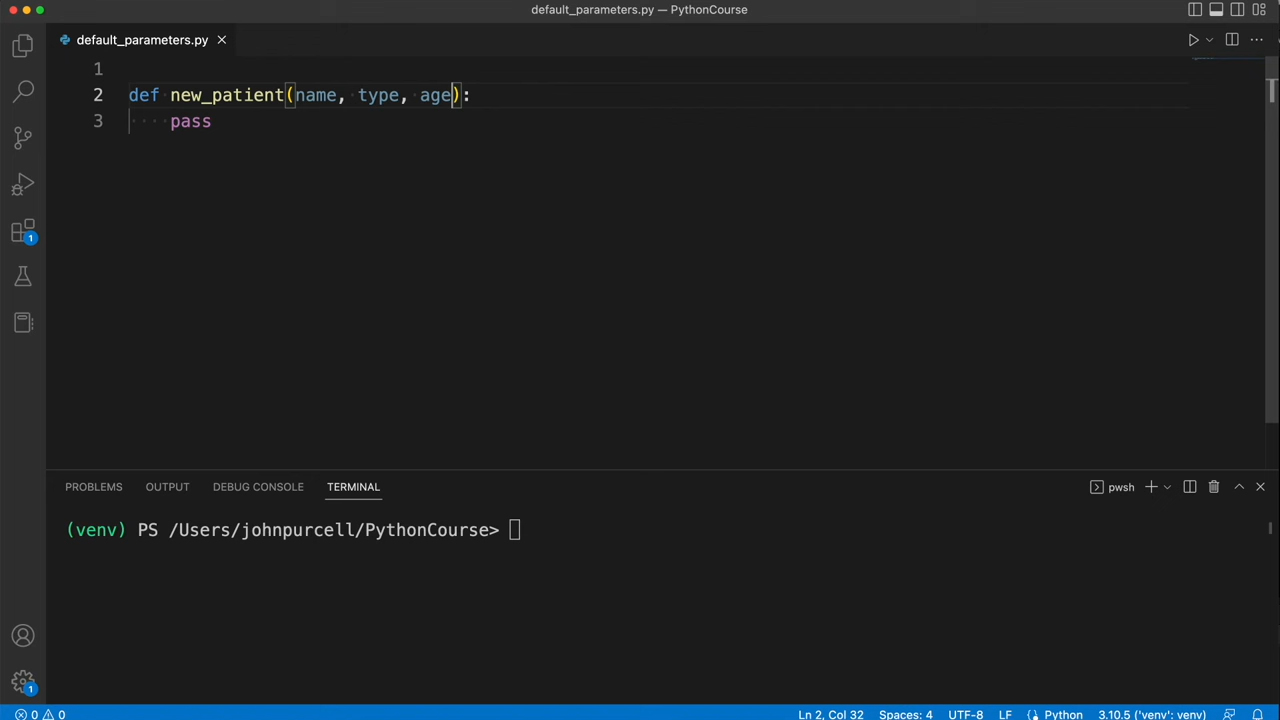 default_parameters.py — PythonCourse
default_parameters.py
1
2 def new_patient(name, type, age):
3 pass
PROBLEMS OUTPUT DEBUG CONSOLE TERMINAL
pwsh
(venv) PS /Users/johnpurcell/PythonCourse>
1
1
0 0 Ln 2, Col 32 Spaces: 4 UTF-8 LF Python 3.10.5 ('venv': venv)